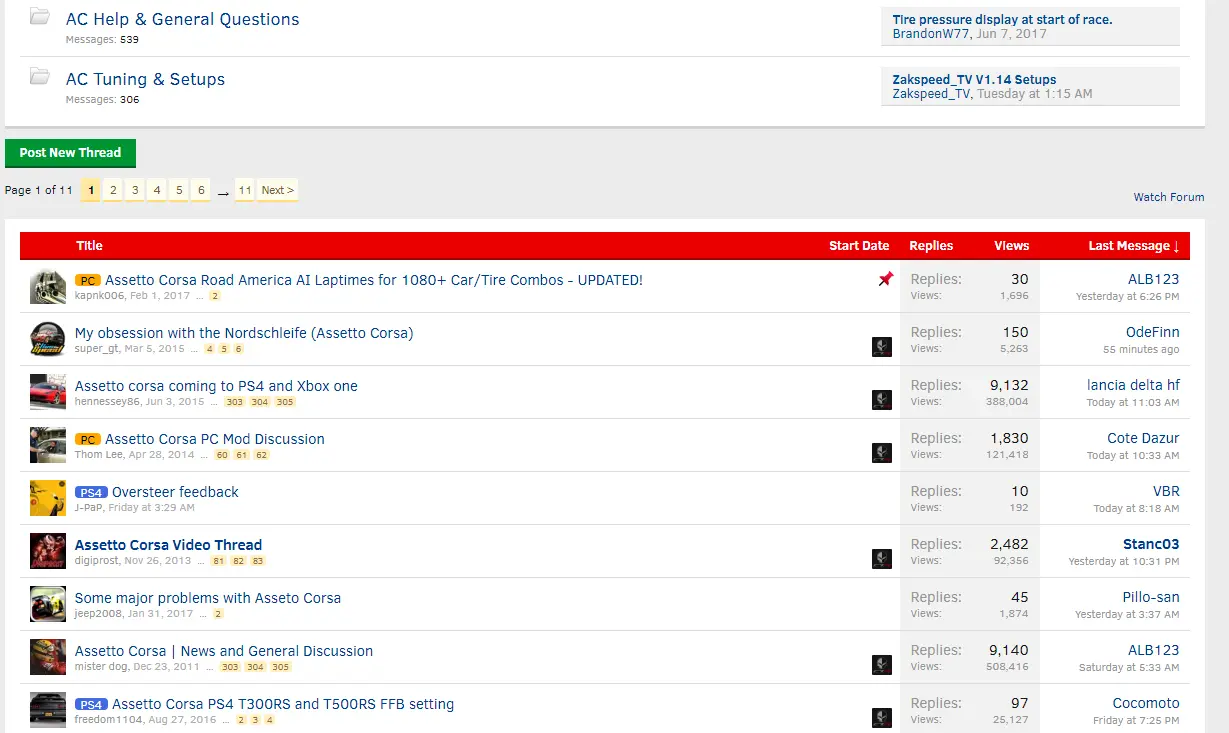 AC Help & General Questions
Messages: 539
Tire pressure display at start of race.
BrandonW77, Jun 7, 2017
AC Tuning & Setups
Messages: 306
Zakspeed_TV V1.14 Setups
Zakspeed_TV, Tuesday at 1:15 AM
Post New Thread
Page 1 of 11 1 2 3 4 5 6 → 11 Next >
Watch Forum
Title Start Date Replies Views Last Message ↓
PC Assetto Corsa Road America AI Laptimes for 1080+ Car/Tire Combos - UPDATED! Replies: 30 ALB123
kapnk006, Feb 1, 2017 ... 2 Views: 1,696 Yesterday at 6:26 PM
My obsession with the Nordschleife (Assetto Corsa) Replies: 150 OdeFinn
super_gt, Mar 5, 2015 ... 4 5 6 Views: 5,263 55 minutes ago
Assetto corsa coming to PS4 and Xbox one Replies: 9,132 lancia delta hf
hennessey86, Jun 3, 2015 ... 303 304 305 Views: 388,004 Today at 11:03 AM
PC Assetto Corsa PC Mod Discussion Replies: 1,830 Cote Dazur
Thom Lee, Apr 28, 2014 ... 60 61 62 Views: 121,418 Today at 10:33 AM
PS4 Oversteer feedback Replies: 10 VBR
J-PaP, Friday at 3:29 AM Views: 192 Today at 8:18 AM
Assetto Corsa Video Thread Replies: 2,482 Stanc03
digiprost, Nov 26, 2013 ... 81 82 83 Views: 92,356 Yesterday at 10:31 PM
Some major problems with Asseto Corsa Replies: 45 Pillo-san
jeep2008, Jan 31, 2017 ... 2 Views: 1,874 Yesterday at 3:37 AM
Assetto Corsa | News and General Discussion Replies: 9,140 ALB123
mister dog, Dec 23, 2011 ... 303 304 305 Views: 508,416 Saturday at 5:33 AM
PS4 Assetto Corsa PS4 T300RS and T500RS FFB setting Replies: 97 Cocomoto
freedom1104, Aug 27, 2016 ... 2 3 4 Views: 25,127 Friday at 7:25 PM